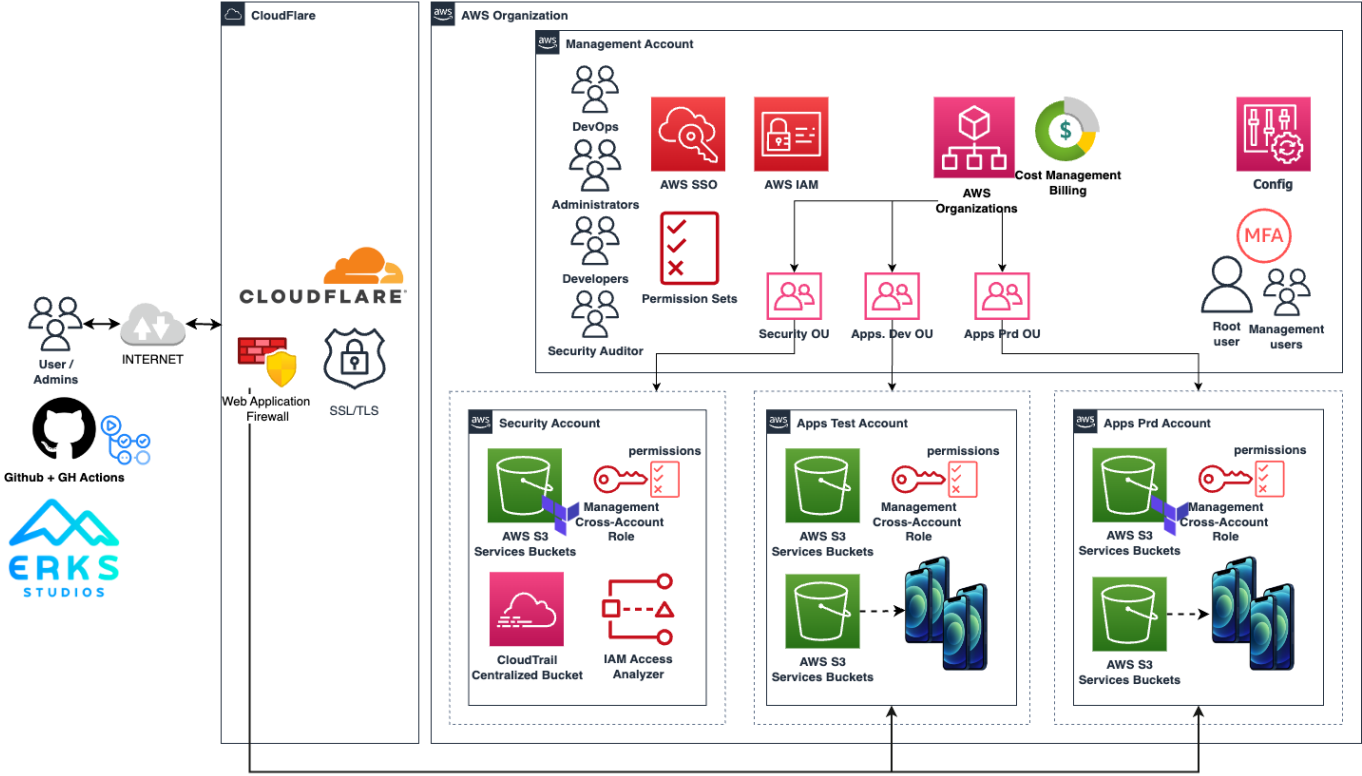 CloudFlare
aws
AWS Organization
aws
Management Account
DevOps
Administrators
Developers
Security Auditor
AWS SSO
AWS IAM
Permission Sets
AWS
Organizations
$
Cost Management
Billing
Config
MFA
Root
user
Management
users
Security OU
Apps. Dev OU
Apps Prd OU
CLOUDFLARE
Web Application
Firewall
SSL/TLS
User /
Admins
INTERNET
Github + GH Actions
ERKS
STUDIOS
aws
Security Account
permissions
Management
Cross-Account
Role
AWS S3
Services Buckets
CloudTrail
Centralized Bucket
IAM Access
Analyzer
aws
Apps Test Account
permissions
Management
Cross-Account
Role
AWS S3
Services Buckets
AWS S3
Services Buckets
aws
Apps Prd Account
permissions
Management
Cross-Account
Role
AWS S3
Services Buckets
AWS S3
Services Buckets